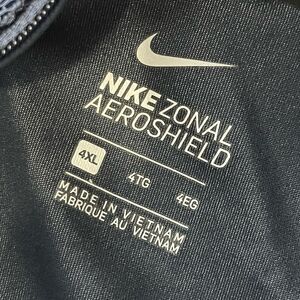 NIKE ZONAL
AEROSHIELD
4XL 4TG 4EG
MADE IN VIETNAM
FABRIQUE AU VIETNAM